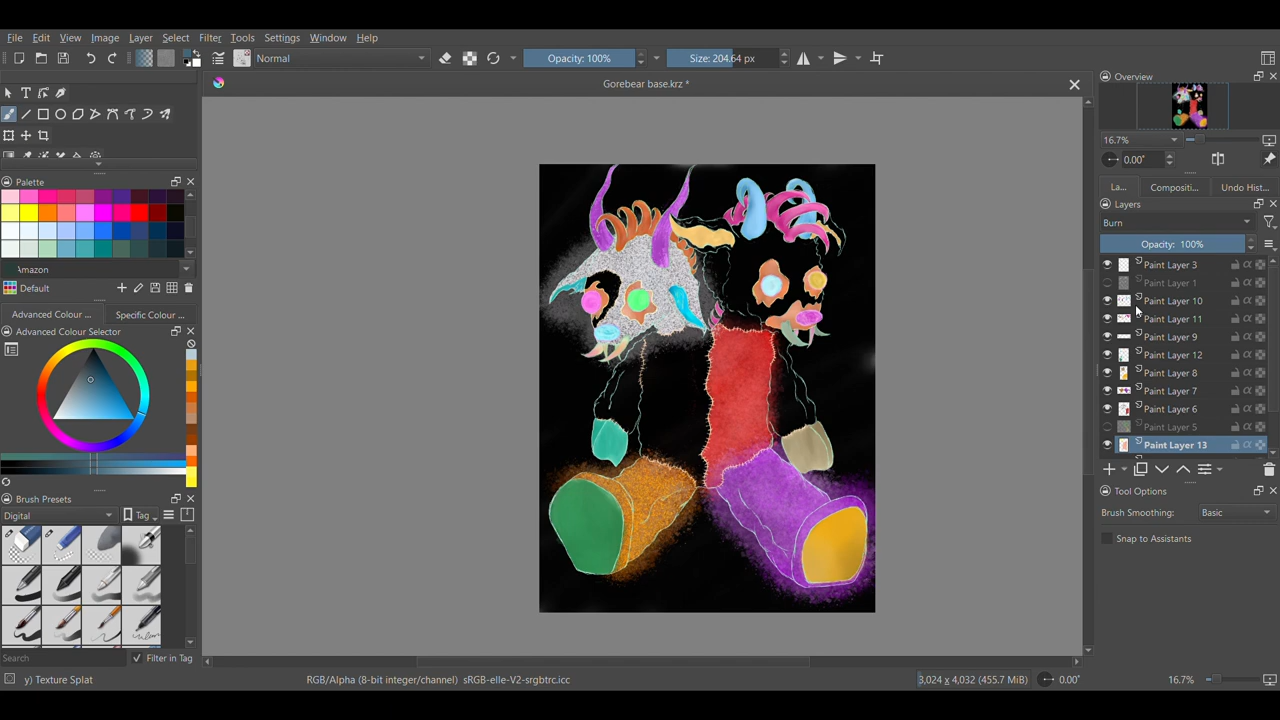 File Edit View Image Layer Select Filter Tools Settings Window Help
Normal Opacity: 100% Size: 204.64 px
Gorebear base.krz *
Overview
16.7%
0.00°
La... Compositi... Undo Hist...
Layers
Burn
Opacity: 100%
Paint Layer 3
Paint Layer 1
Paint Layer 10
Paint Layer 11
Paint Layer 9
Paint Layer 12
Paint Layer 8
Paint Layer 7
Paint Layer 6
Paint Layer 5
Paint Layer 13
Tool Options
Brush Smoothing: Basic
Snap to Assistants
Palette
Amazon
Default
Advanced Colour ... Specific Colour ...
Advanced Colour Selector
Brush Presets
Digital Tag
Search Filter in Tag
y) Texture Splat RGB/Alpha (8-bit integer/channel) sRGB-elle-V2-srgbtrc.icc 3,024 x 4,032 (455.7 MiB) 0.00° 16.7%